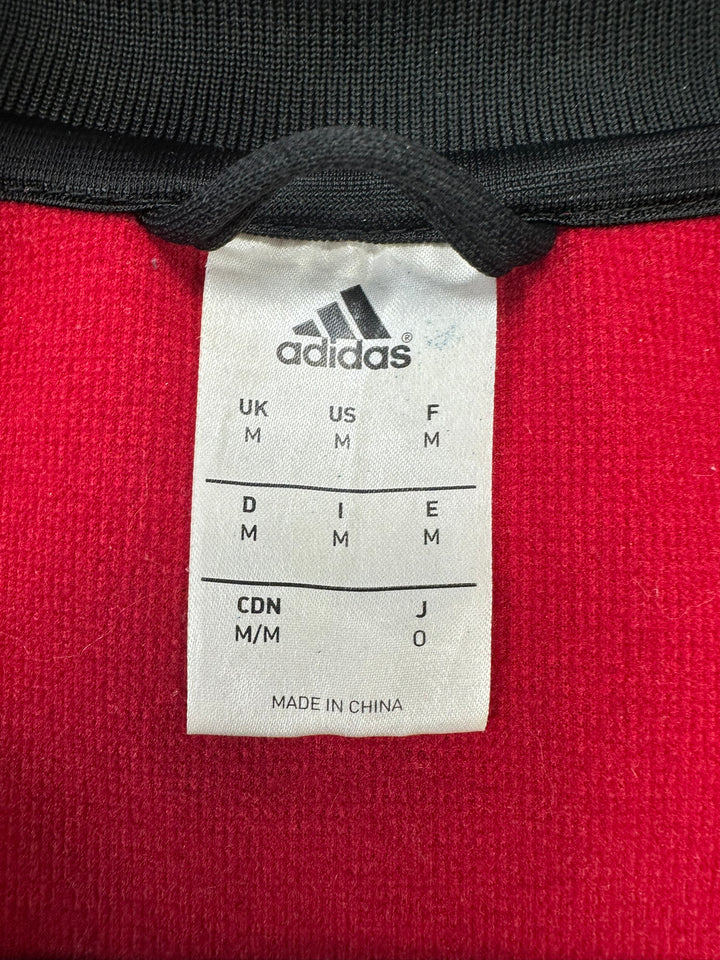 adidas®
UK US F
M M M
D I E
M M M
CDN J
M/M O
MADE IN CHINA